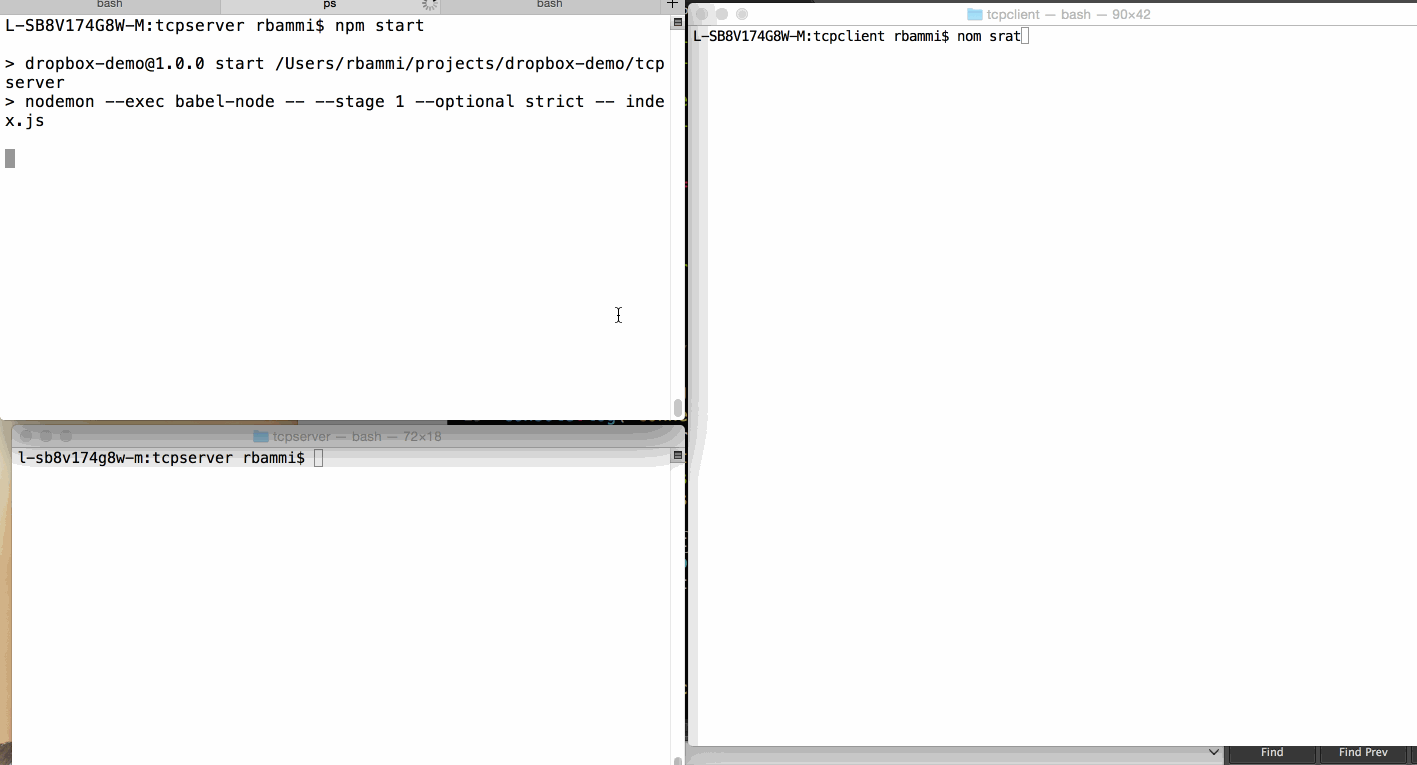 bash
ps
bash
L-SB8V174G8W-M:tcpserver rbammi$ npm start
> dropbox-demo@1.0.0 start /Users/rbammi/projects/dropbox-demo/tcp
server
> nodemon --exec babel-node -- --stage 1 --optional strict -- inde
x.js
tcpclient — bash — 90×42
L-SB8V174G8W-M:tcpclient rbammi$ nom srat
tcpserver — bash — 72×18
l-sb8v174g8w-m:tcpserver rbammi$
Find
Find Prev